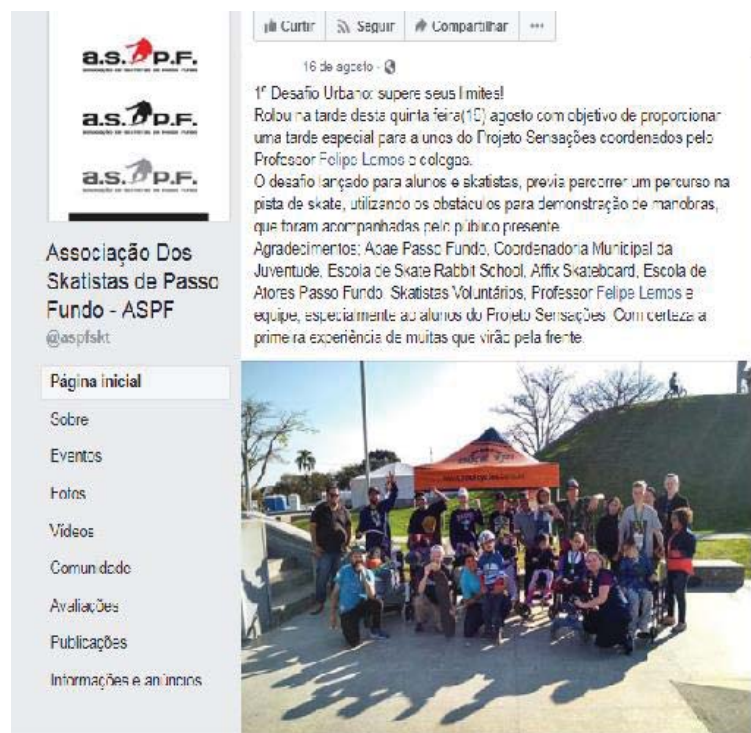 a.s. P.F.
a.s. P.F.
a.s. P.F.
Associação Dos
Skatistas de Passo
Fundo - ASPF
@aspfskt
Página inicial
Sobre
Eventos
Fotos
Vídeos
Comunidade
Avaliações
Publicações
Informações e anúncios
Curtir Seguir Compartilhar
16 de agosto
1º Desafio Urbano: supere seus limites!
Rolou na tarde desta quinta feira(16) agosto com objetivo de proporcionar
uma tarde especial para alunos do Projeto Sensações coordenados pelo
Professor Felipe Lemos e colegas.
O desafio lançado para alunos e skatistas, previa percorrer um percurso na
pista de skate, utilizando os obstáculos para demonstração de manobras,
que foram acompanhadas pelo público presente.
Agradecimentos: Apae Passo Fundo, Coordenadoria Municipal da
Juventude, Escola de Skate Rabbit School, Affix Skateboard, Escola de
Atores Passo Fundo, Skatistas Voluntários, Professor Felipe Lemos e
equipe, especialmente ao alunos do Projeto Sensações. Com certeza a
primeira experiência de muitas que virão pela frente.